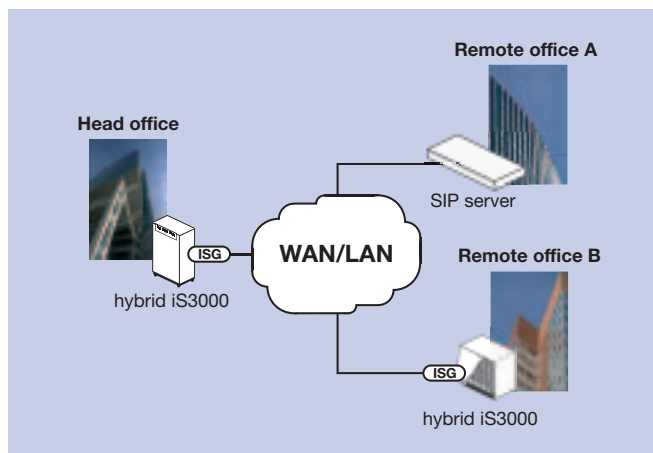 Remote office A
Head office
SIP server
ISG
WAN/LAN
hybrid iS3000
Remote office B
ISG
hybrid iS3000